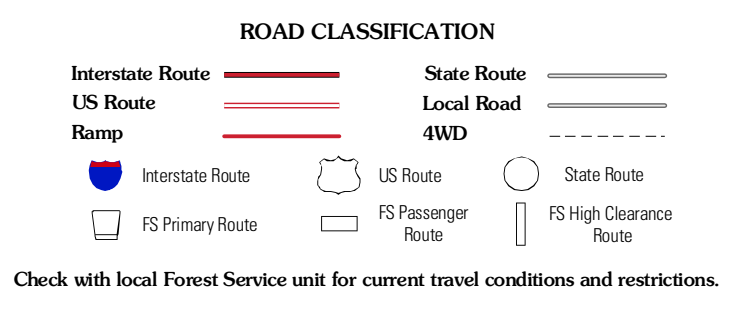 ROAD CLASSIFICATION
Interstate Route
State Route
US Route
Local Road
Ramp
4WD
Interstate Route
US Route
State Route
FS Primary Route
FS Passenger
Route
FS High Clearance
Route
Check with local Forest Service unit for current travel conditions and restrictions.